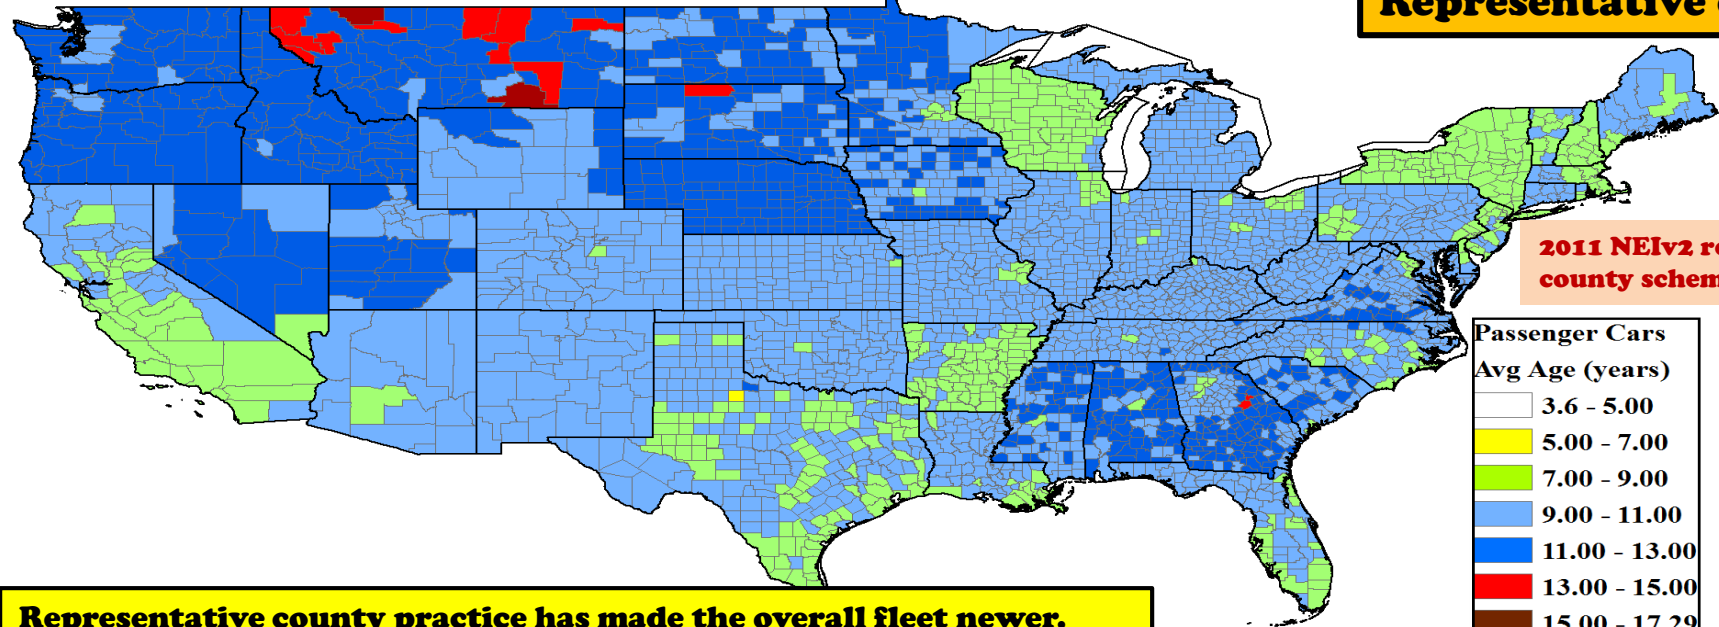 Representative
2011 NEIv2
county
Passenger Cars
Avg Age (years)
3.6 - 5.00
5.00 - 7.00
7.00 - 9.00
9.00 - 11.00
11.00 - 13.00
13.00 - 15.00
15.00 - 17.29
Representative county practice has made the overall fleet newer.